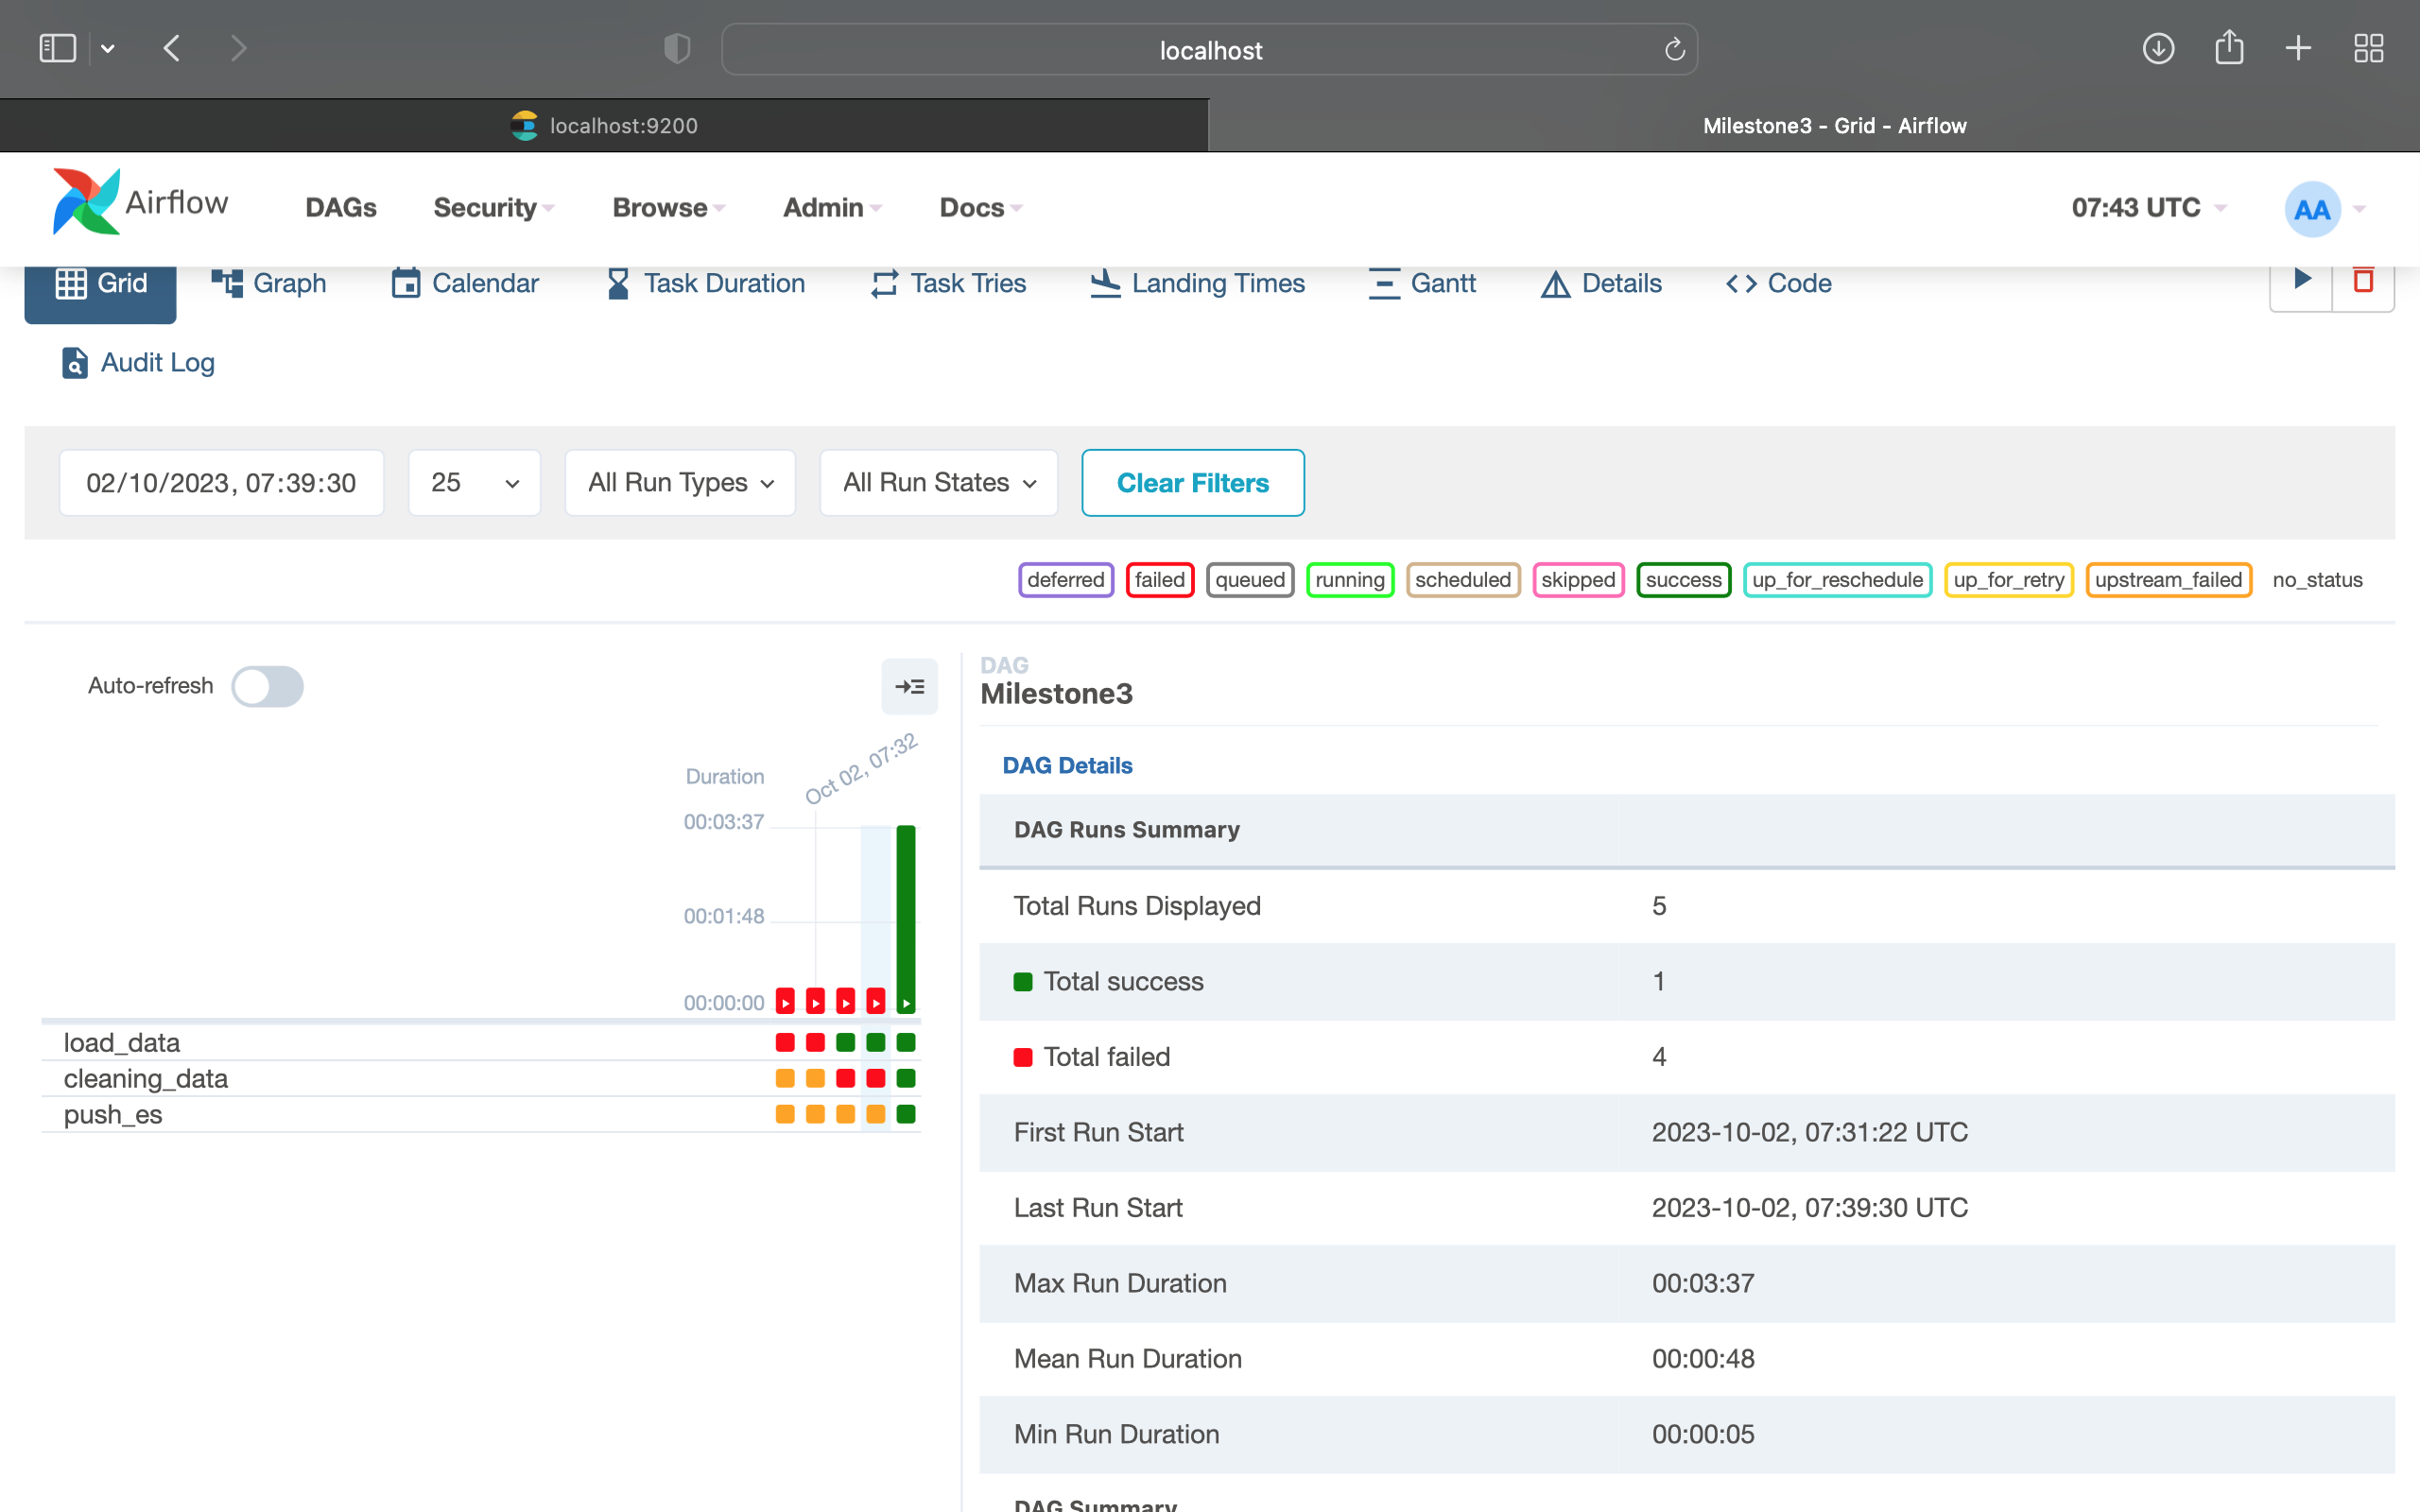 localhost
localhost:9200
Milestone3 - Grid - Airflow
Airflow DAGs Security Browse Admin Docs 07:43 UTC AA
Grid Graph Calendar Task Duration Task Tries Landing Times Gantt Details Code
Audit Log
02/10/2023, 07:39:30 25 All Run Types All Run States Clear Filters
deferred failed queued running scheduled skipped success up_for_reschedule up_for_retry upstream_failed no_status
Auto-refresh
Oct 02, 07:32
Duration
00:03:37
00:01:48
00:00:00
load_data
cleaning_data
push_es
DAG
Milestone3
DAG Details
DAG Runs Summary
Total Runs Displayed 5
Total success 1
Total failed 4
First Run Start 2023-10-02, 07:31:22 UTC
Last Run Start 2023-10-02, 07:39:30 UTC
Max Run Duration 00:03:37
Mean Run Duration 00:00:48
Min Run Duration 00:00:05
DAG Summary